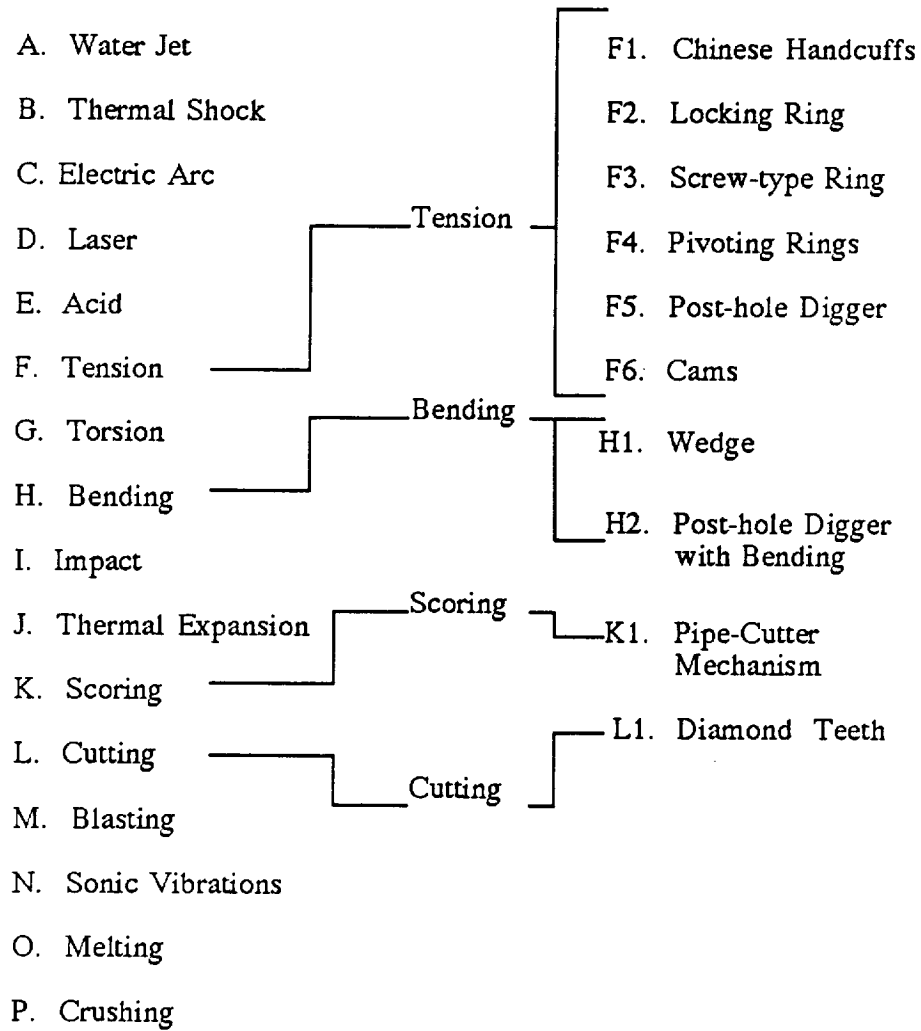 A. Water Jet
B. Thermal Shock
C. Electric Arc
D. Laser
E. Acid
F. Tension
G. Torsion
H. Bending
I. Impact
J. Thermal Expansion
K. Scoring
L. Cutting
M. Blasting
N. Sonic Vibrations
O. Melting
P. Crushing
Tension
Bending
Scoring
Cutting
F1. Chinese Handcuffs
F2. Locking Ring
F3. Screw-type Ring
F4. Pivoting Rings
F5. Post-hole Digger
F6. Cams
H1. Wedge
H2. Post-hole Digger
with Bending
K1. Pipe-Cutter
Mechanism
L1. Diamond Teeth